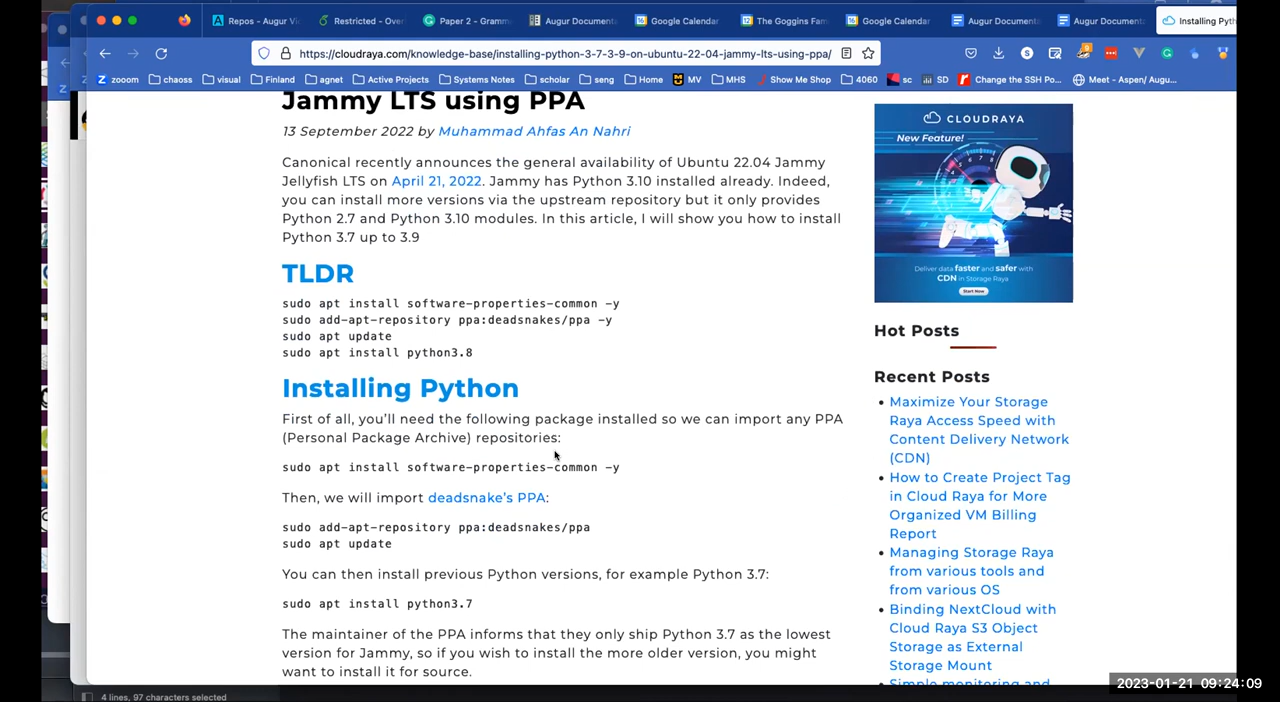 Repos - Augur Vi
Restricted - Ove
Paper 2 - Gramm
Augur Documenta
Google Calendar
The Goggins Fam
Google Calendar
Augur Documenta
Augur Documenta
Installing Pyth
https://cloudraya.com/knowledge-base/installing-python-3-7-3-9-on-ubuntu-22-04-jammy-lts-using-ppa/
zooom
chaoss
visual
Finland
agnet
Active Projects
Systems Notes
scholar
seng
Home
MV
MHS
Show Me Shop
4060
sc
SD
Change the SSH Po...
Meet - Aspen/ Augu...
Jammy LTS using PPA
13 September 2022 by Muhammad Ahfas An Nahri
Canonical recently announces the general availability of Ubuntu 22.04 Jammy
Jellyfish LTS on April 21, 2022. Jammy has Python 3.10 installed already. Indeed,
you can install more versions via the upstream repository but it only provides
Python 2.7 and Python 3.10 modules. In this article, I will show you how to install
Python 3.7 up to 3.9
TLDR
sudo apt install software-properties-common -y
sudo add-apt-repository ppa:deadsnakes/ppa -y
sudo apt update
sudo apt install python3.8
Installing Python
First of all, you'll need the following package installed so we can import any PPA
(Personal Package Archive) repositories:
sudo apt install software-properties-common -y
Then, we will import deadsnake's PPA:
sudo add-apt-repository ppa:deadsnakes/ppa
sudo apt update
You can then install previous Python versions, for example Python 3.7:
sudo apt install python3.7
The maintainer of the PPA informs that they only ship Python 3.7 as the lowest
version for Jammy, so if you wish to install the more older version, you might
want to install it for source.
CLOUDRAYA
New Feature!
Deliver data faster and safer with
CDN in Storage Raya
Start Now
Hot Posts
Recent Posts
Maximize Your Storage
Raya Access Speed with
Content Delivery Network
(CDN)
How to Create Project Tag
in Cloud Raya for More
Organized VM Billing
Report
Managing Storage Raya
from various tools and
from various OS
Binding NextCloud with
Cloud Raya S3 Object
Storage as External
Storage Mount
Simple monitoring and
4 lines, 97 characters selected
2023-01-21 09:24:09